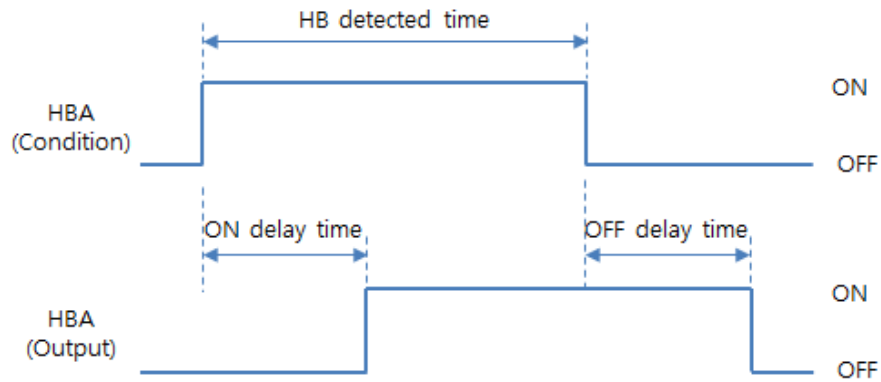 HB detected time
ON
HBA
(Condition)
OFF
ON delay time
OFF delay time
ON
HBA
(Output)
OFF